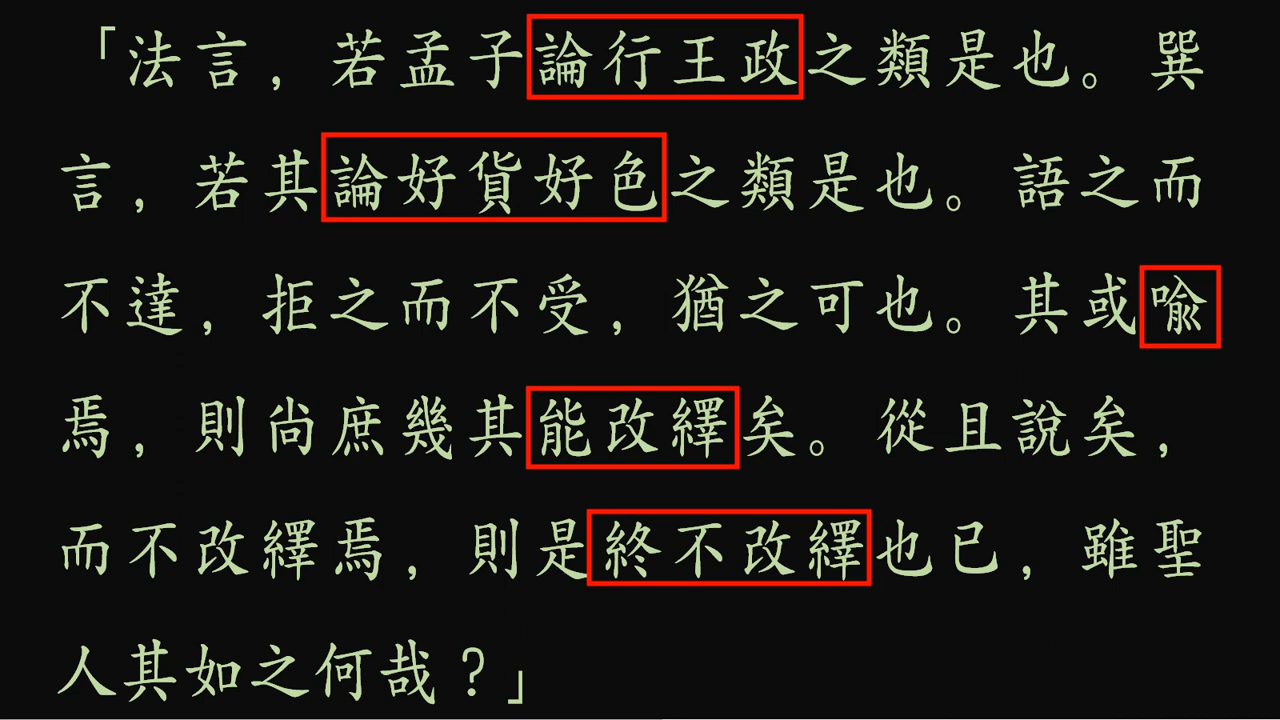 「法言，若孟子論行王政之類是也。巽
言，若其論好貨好色之類是也。語之而
不達，拒之而不受，猶之可也。其或喻
焉，則尚庶幾其能改繹矣。從且說矣，
而不改繹焉，則是終不改繹也已，雖聖
人其如之何哉？」